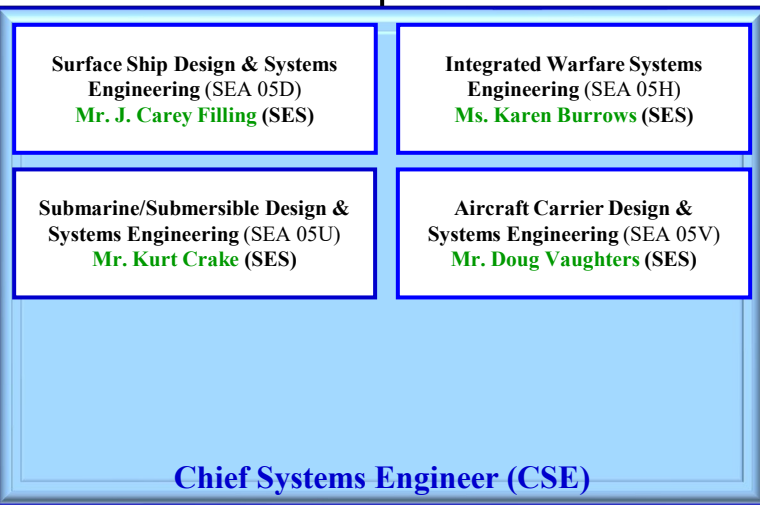 Surface Ship Design & Systems
Engineering (SEA 05D)
Mr. J. Carey Filling (SES)
Integrated Warfare Systems
Engineering (SEA 05H)
Ms. Karen Burrows (SES)
Submarine/Submersible Design &
Systems Engineering (SEA 05U)
Mr. Kurt Crake (SES)
Aircraft Carrier Design &
Systems Engineering (SEA 05V)
Mr. Doug Vaughters (SES)
Chief Systems Engineer (CSE)